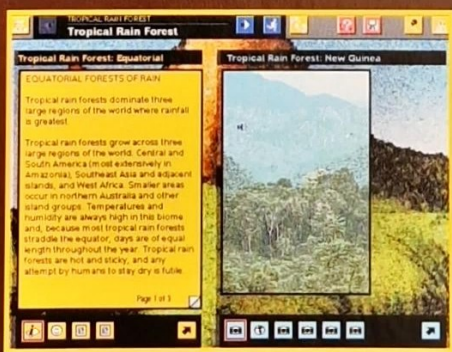 TROPICAL RAIN FOREST
Tropical Rain Forest
Tropical Rain Forest: Equatorial
Tropical Rain Forest: New Guinea
EQUATORIAL FORESTS OF RAIN
Tropical rain forests dominate three
large regions of the world where rainfall
is greatest.
Tropical rain forests grow across three
large regions of the world: Central and
South America (most extensively in
Amazonia), Southeast Asia and adjacent
islands, and West Africa. Smaller areas
occur in northern Australia and other
island groups. Temperatures and
humidity are always high in this biome
and, because most tropical rain forests
straddle the equator, days are of equal
length throughout the year. Tropical rain
forests are hot and sticky, and any
attempt by humans to stay dry is futile.
Page 1 of 3